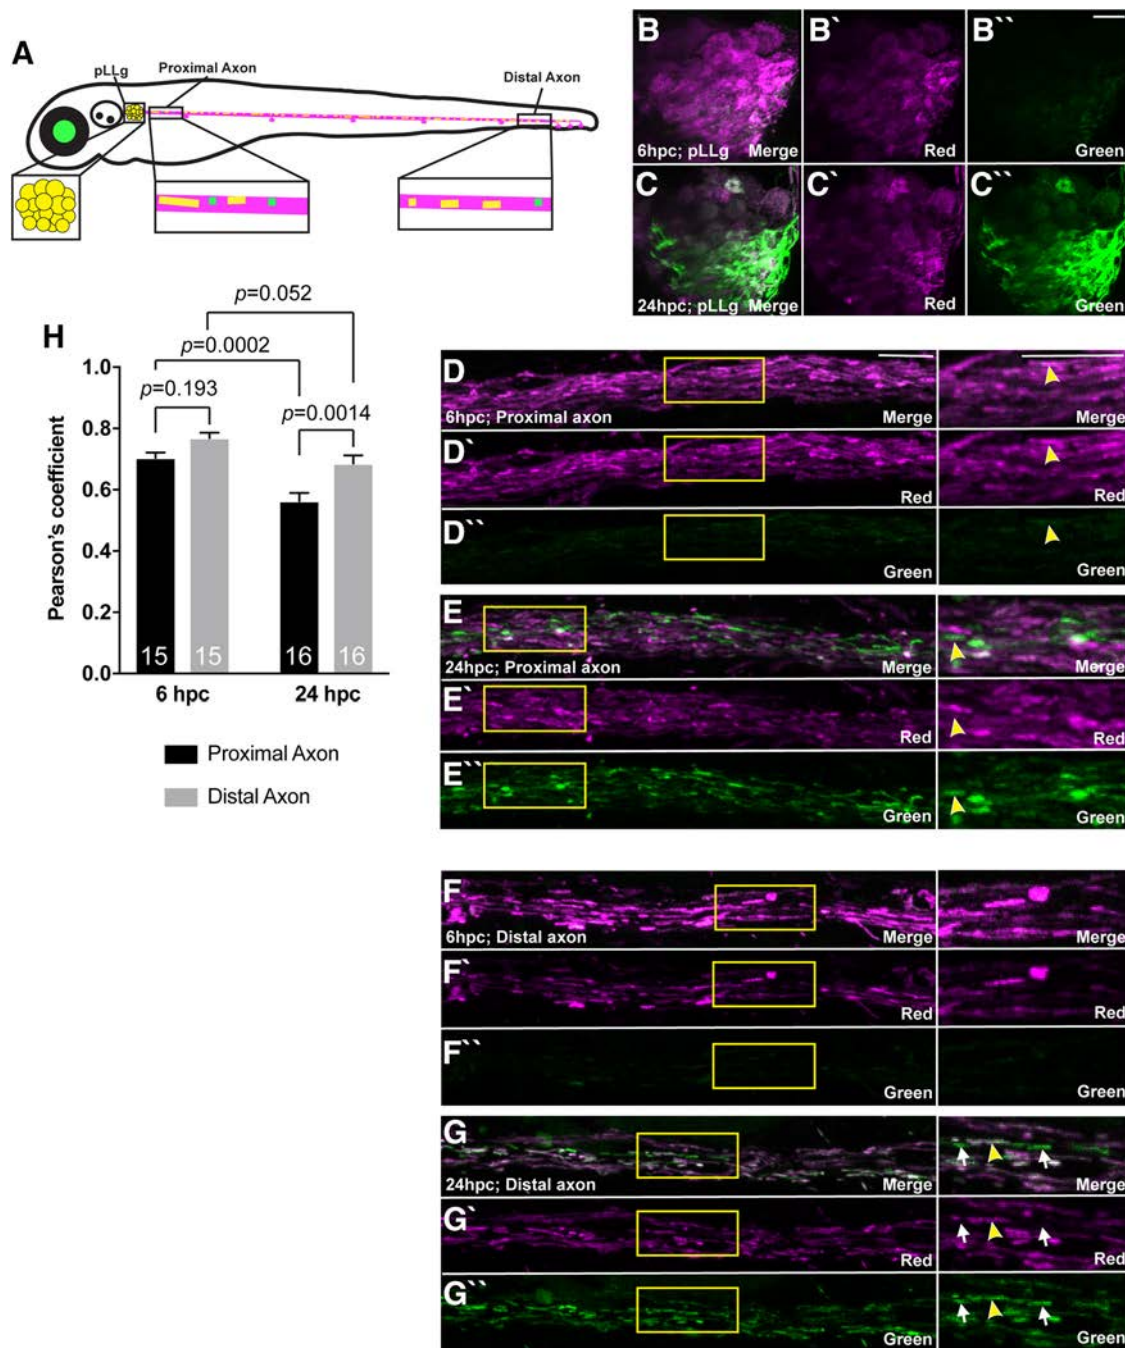 A
pLLg
Proximal Axon
Distal Axon
B
6hpc; pLLg
Merge
B`
Red
B``
Green
C
24hpc; pLLg
Merge
C`
Red
C``
Green
H
p=0.052
p=0.0002
p=0.193
p=0.0014
Pearson's coefficient
1.0
0.8
0.6
0.4
0.2
0.0
15
15
16
16
6 hpc
24 hpc
Proximal Axon
Distal Axon
D
6hpc; Proximal axon
Merge
Merge
D`
Red
Red
D``
Green
Green
E
24hpc; Proximal axon
Merge
Merge
E`
Red
Red
E``
Green
Green
F
6hpc; Distal axon
Merge
Merge
F`
Red
Red
F``
Green
Green
G
24hpc; Distal axon
Merge
Merge
G`
Red
Red
G``
Green
Green